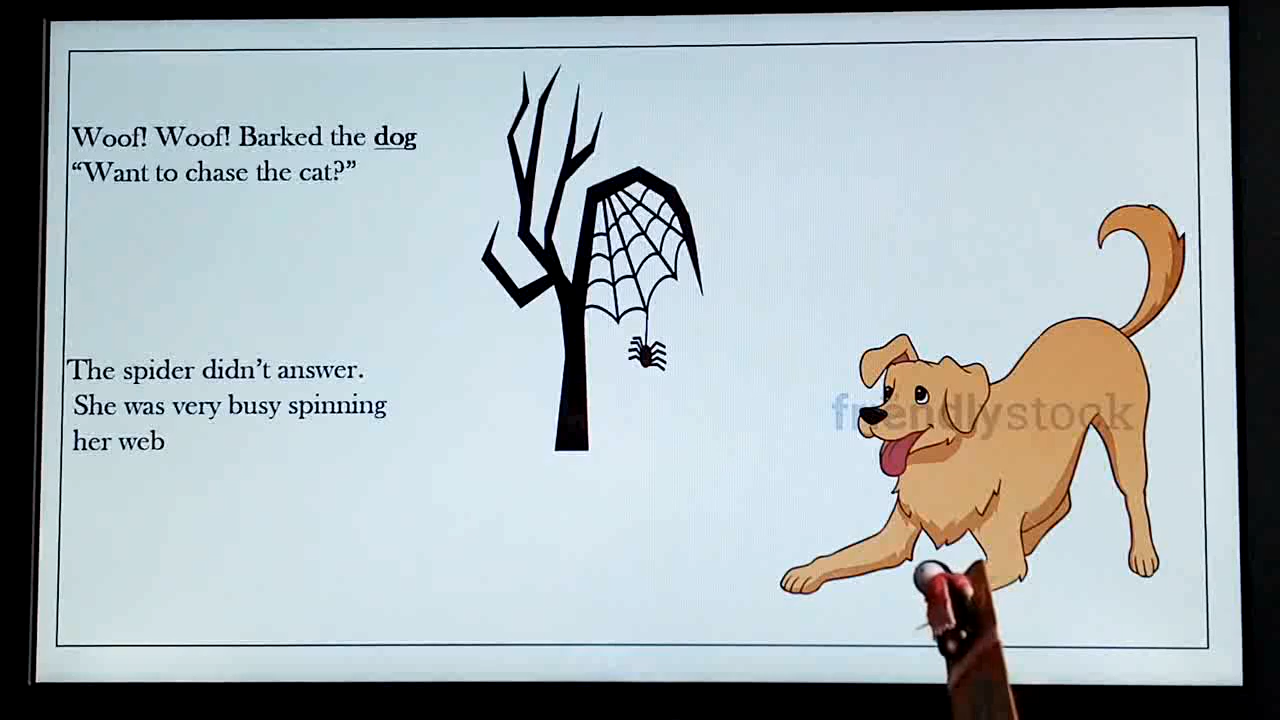 Woof! Woof! Barked the dog
“Want to chase the cat?”
The spider didn’t answer.
She was very busy spinning
her web
friendlystock